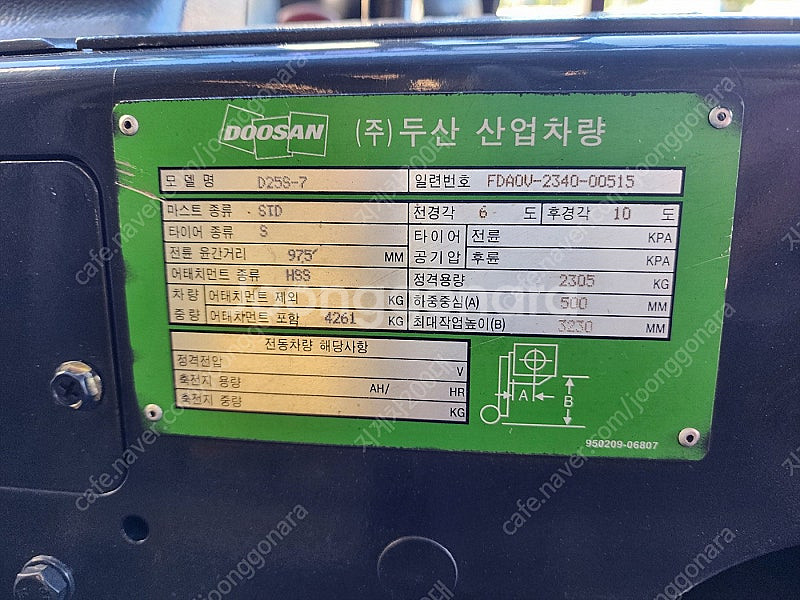 DOOSAN (주)두산 산업차량
모델명 D25S-7 일련번호 FDA0V-2340-00515
마스트 종류 STD 전경각 6 도 후경각 10 도
타이어 종류 S 타이어 공기압 전륜 KPA
전륜 윤간거리 975 MM 후륜 KPA
어태치먼트 종류 HSS 정격용량 2305 KG
차량 중량 어태치먼트 제외 KG 하중중심(A) 500 MM
어태치먼트 포함 4261 KG 최대작업높이(B) 3230 MM
전동차량 해당사항
정격전압 V
축전지 용량 AH/ HR
축전지 중량 KG
A B
950209-06807
cafe.naver.com/joonggonara
joonggonara